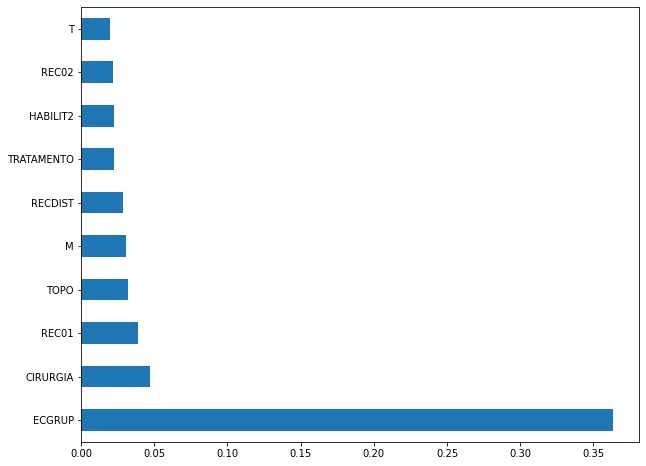 T
REC02
HABILIT2
TRATAMENTO
RECDIST
M
TOPO
REC01
CIRURGIA
ECGRUP
0.00 0.05 0.10 0.15 0.20 0.25 0.30 0.35